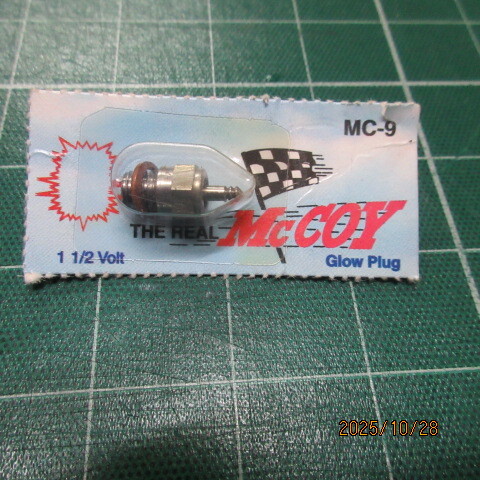 MC-9
THE REAL McCOY
1 1/2 Volt
Glow Plug
2025/10/28